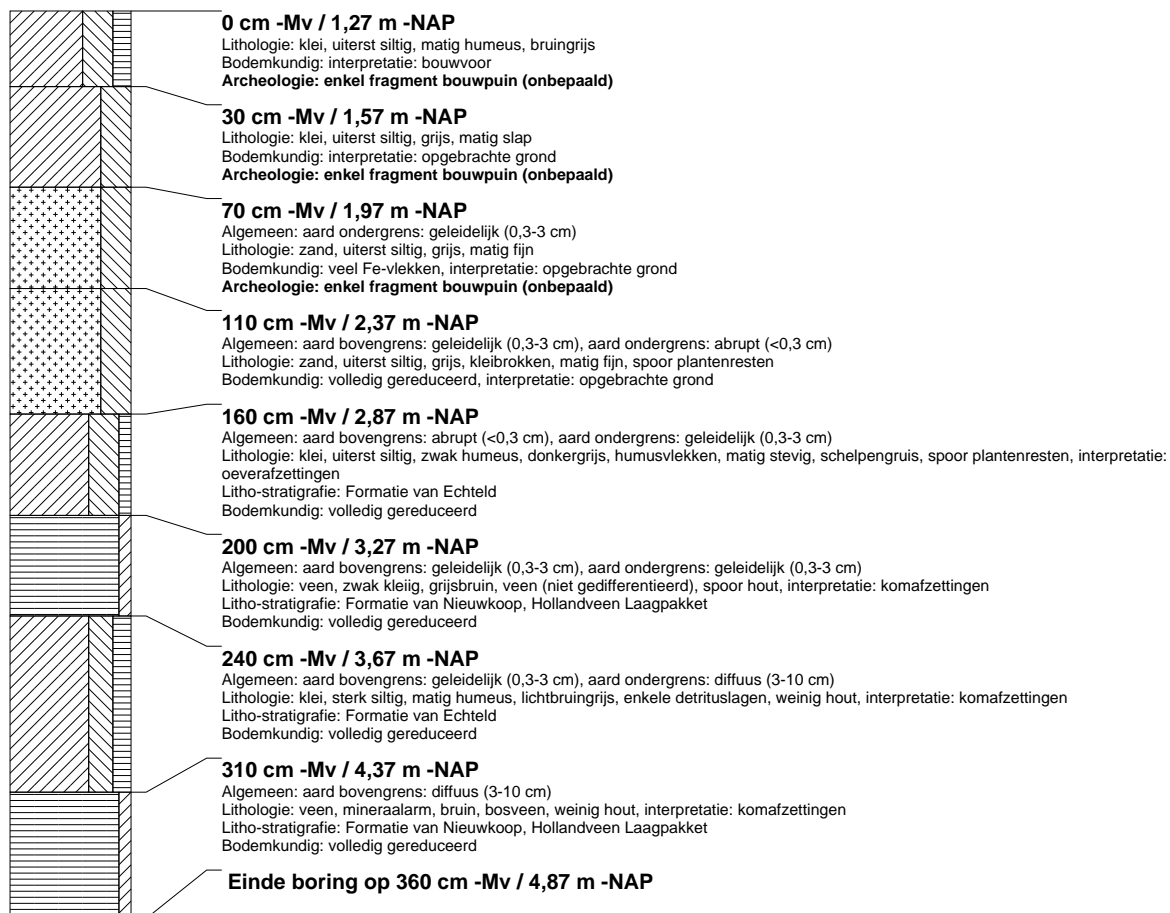 0 cm -Mv / 1,27 m -NAP
Lithologie: klei, uiterst siltig, matig humeus, bruingrijs
Bodemkundig: interpretatie: bouwvoor
Archeologie: enkel fragment bouwpuin (onbepaald)
30 cm -Mv / 1,57 m -NAP
Lithologie: klei, uiterst siltig, grijs, matig slap
Bodemkundig: interpretatie: opgebrachte grond
Archeologie: enkel fragment bouwpuin (onbepaald)
70 cm -Mv / 1,97 m -NAP
Algemeen: aard ondergrens: geleidelijk (0,3-3 cm)
Lithologie: zand, uiterst siltig, grijs, matig fijn
Bodemkundig: veel Fe-vlekken, interpretatie: opgebrachte grond
Archeologie: enkel fragment bouwpuin (onbepaald)
110 cm -Mv / 2,37 m -NAP
Algemeen: aard bovengrens: geleidelijk (0,3-3 cm), aard ondergrens: abrupt (<0,3 cm)
Lithologie: zand, uiterst siltig, grijs, kleibrokken, matig fijn, spoor plantenresten
Bodemkundig: volledig gereduceerd, interpretatie: opgebrachte grond
160 cm -Mv / 2,87 m -NAP
Algemeen: aard bovengrens: abrupt (<0,3 cm), aard ondergrens: geleidelijk (0,3-3 cm)
Lithologie: klei, uiterst siltig, zwak humeus, donkergrijs, humusvlekken, matig stevig, schelpengruis, spoor plantenresten, interpretatie:
oeverafzettingen
Litho-stratigrafie: Formatie van Echteld
Bodemkundig: volledig gereduceerd
200 cm -Mv / 3,27 m -NAP
Algemeen: aard bovengrens: geleidelijk (0,3-3 cm), aard ondergrens: geleidelijk (0,3-3 cm)
Lithologie: veen, zwak kleiig, grijsbruin, veen (niet gedifferentieerd), spoor hout, interpretatie: komafzettingen
Litho-stratigrafie: Formatie van Nieuwkoop, Hollandveen Laagpakket
Bodemkundig: volledig gereduceerd
240 cm -Mv / 3,67 m -NAP
Algemeen: aard bovengrens: geleidelijk (0,3-3 cm), aard ondergrens: diffuus (3-10 cm)
Lithologie: klei, sterk siltig, matig humeus, lichtbruingrijs, enkele detrituslagen, weinig hout, interpretatie: komafzettingen
Litho-stratigrafie: Formatie van Echteld
Bodemkundig: volledig gereduceerd
310 cm -Mv / 4,37 m -NAP
Algemeen: aard bovengrens: diffuus (3-10 cm)
Lithologie: veen, mineraalarm, bruin, bosveen, weinig hout, interpretatie: komafzettingen
Litho-stratigrafie: Formatie van Nieuwkoop, Hollandveen Laagpakket
Bodemkundig: volledig gereduceerd
Einde boring op 360 cm -Mv / 4,87 m -NAP